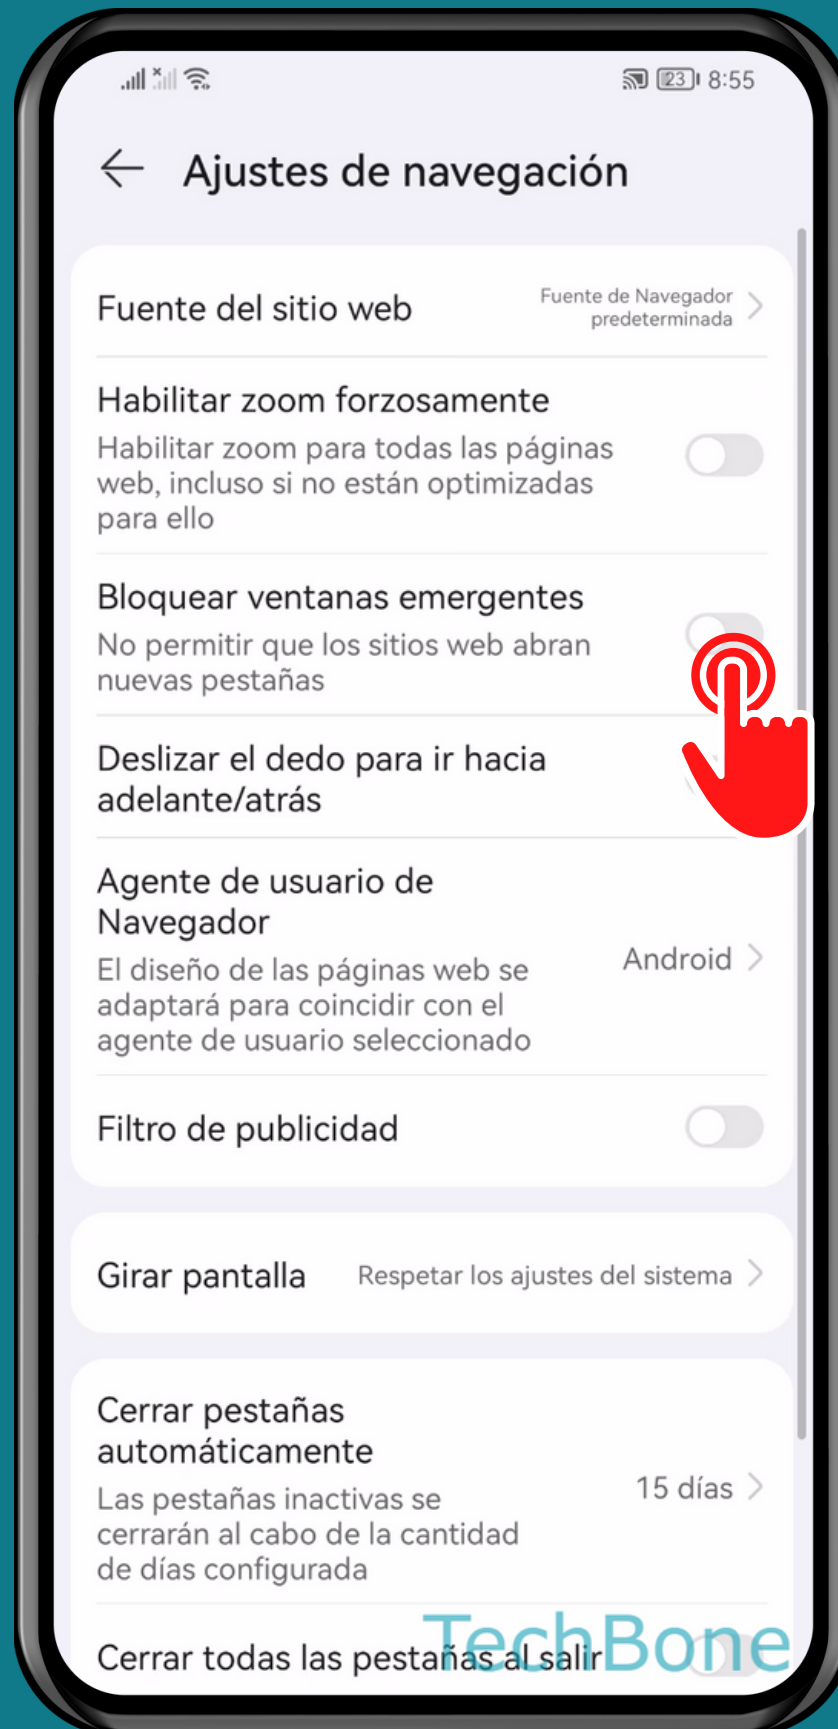 23 8:55
Ajustes de navegación
Fuente del sitio web
Fuente de Navegador
predeterminada
Habilitar zoom forzosamente
Habilitar zoom para todas las páginas
web, incluso si no están optimizadas
para ello
Bloquear ventanas emergentes
No permitir que los sitios web abran
nuevas pestañas
Deslizar el dedo para ir hacia
adelante/atrás
Agente de usuario de
Navegador
El diseño de las páginas web se
adaptará para coincidir con el
agente de usuario seleccionado
Android
Filtro de publicidad
Girar pantalla
Respetar los ajustes del sistema
Cerrar pestañas
automáticamente
Las pestañas inactivas se
cerrarán al cabo de la cantidad
de días configurada
15 días
Cerrar todas las pestañas al salir
TechBone